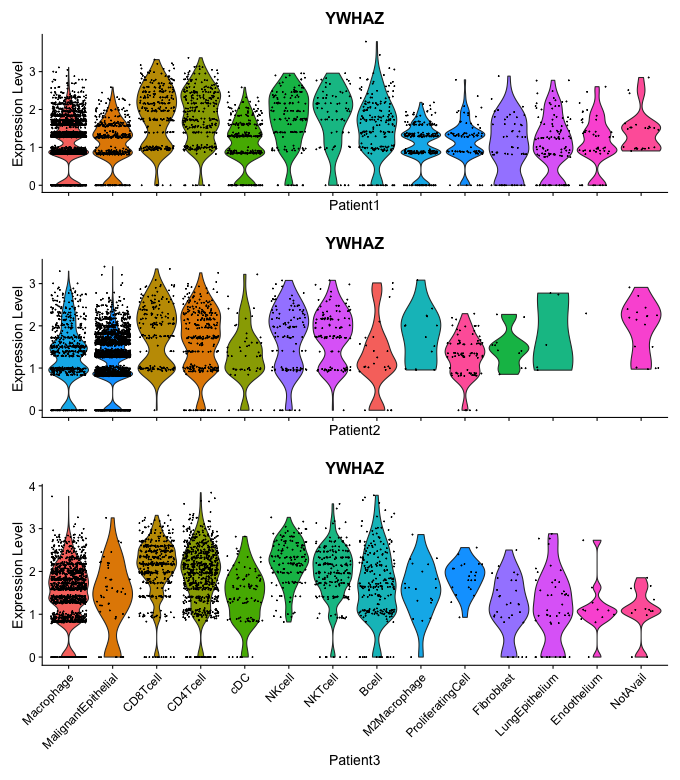 YWHAZ
Expression Level
3
2
1
0
Patient1
YWHAZ
Expression Level
3
2
1
0
Patient2
YWHAZ
Expression Level
4
3
2
1
0
Macrophage
MalignantEpithelial
CD8Tcell
CD4Tcell
cDC
NKcell
NKTcell
Bcell
M2Macrophage
ProliferatingCell
Fibroblast
LungEpithelium
Endothelium
NotAvail
Patient3